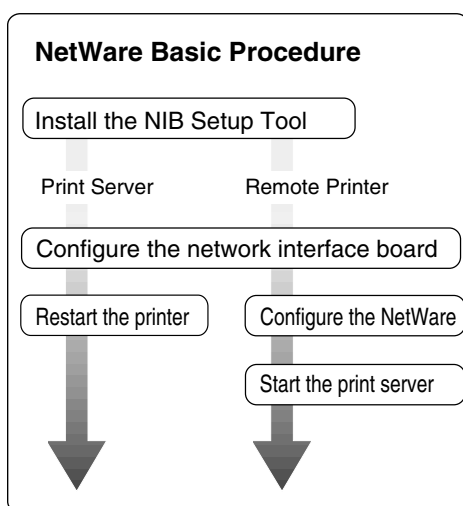 NetWare Basic Procedure
Install the NIB Setup Tool
Print Server
Remote Printer
Configure the network interface board
Restart the printer
Configure the NetWare
Start the print server